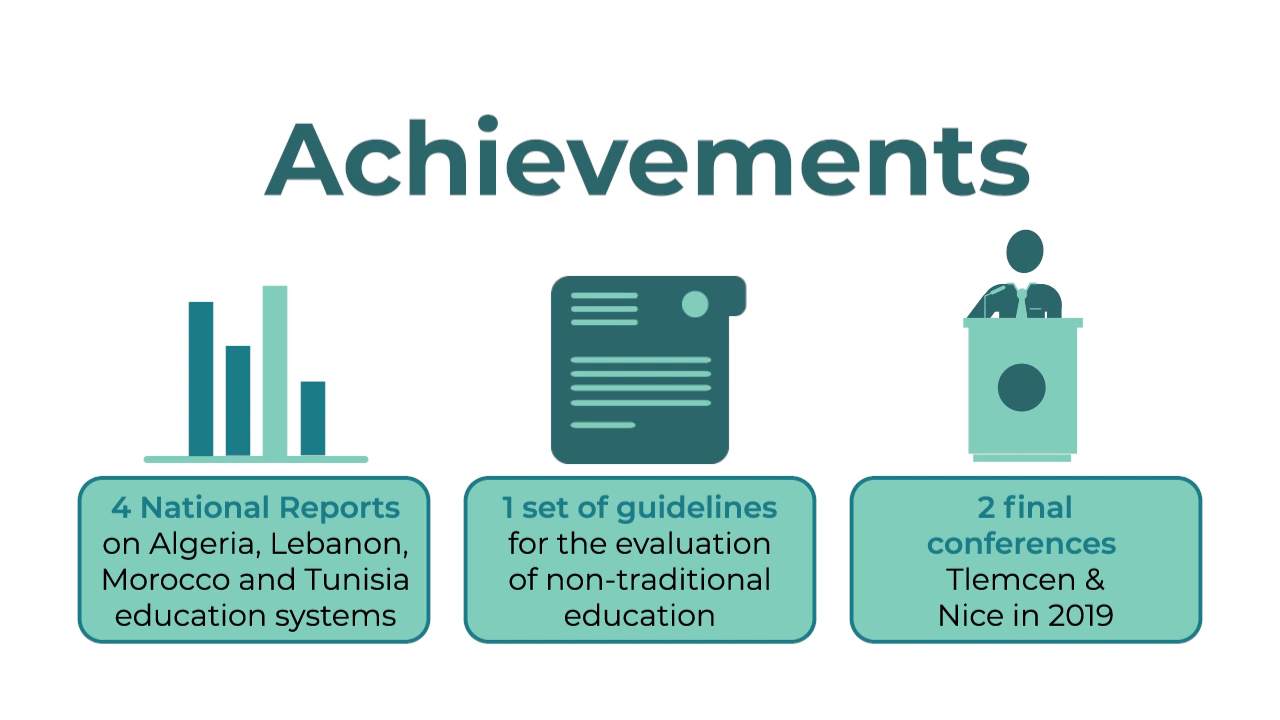 Achievements
4 National Reports
on Algeria, Lebanon,
Morocco and Tunisia
education systems
1 set of guidelines
for the evaluation
of non-traditional
education
2 final
conferences
Tlemcen &
Nice in 2019